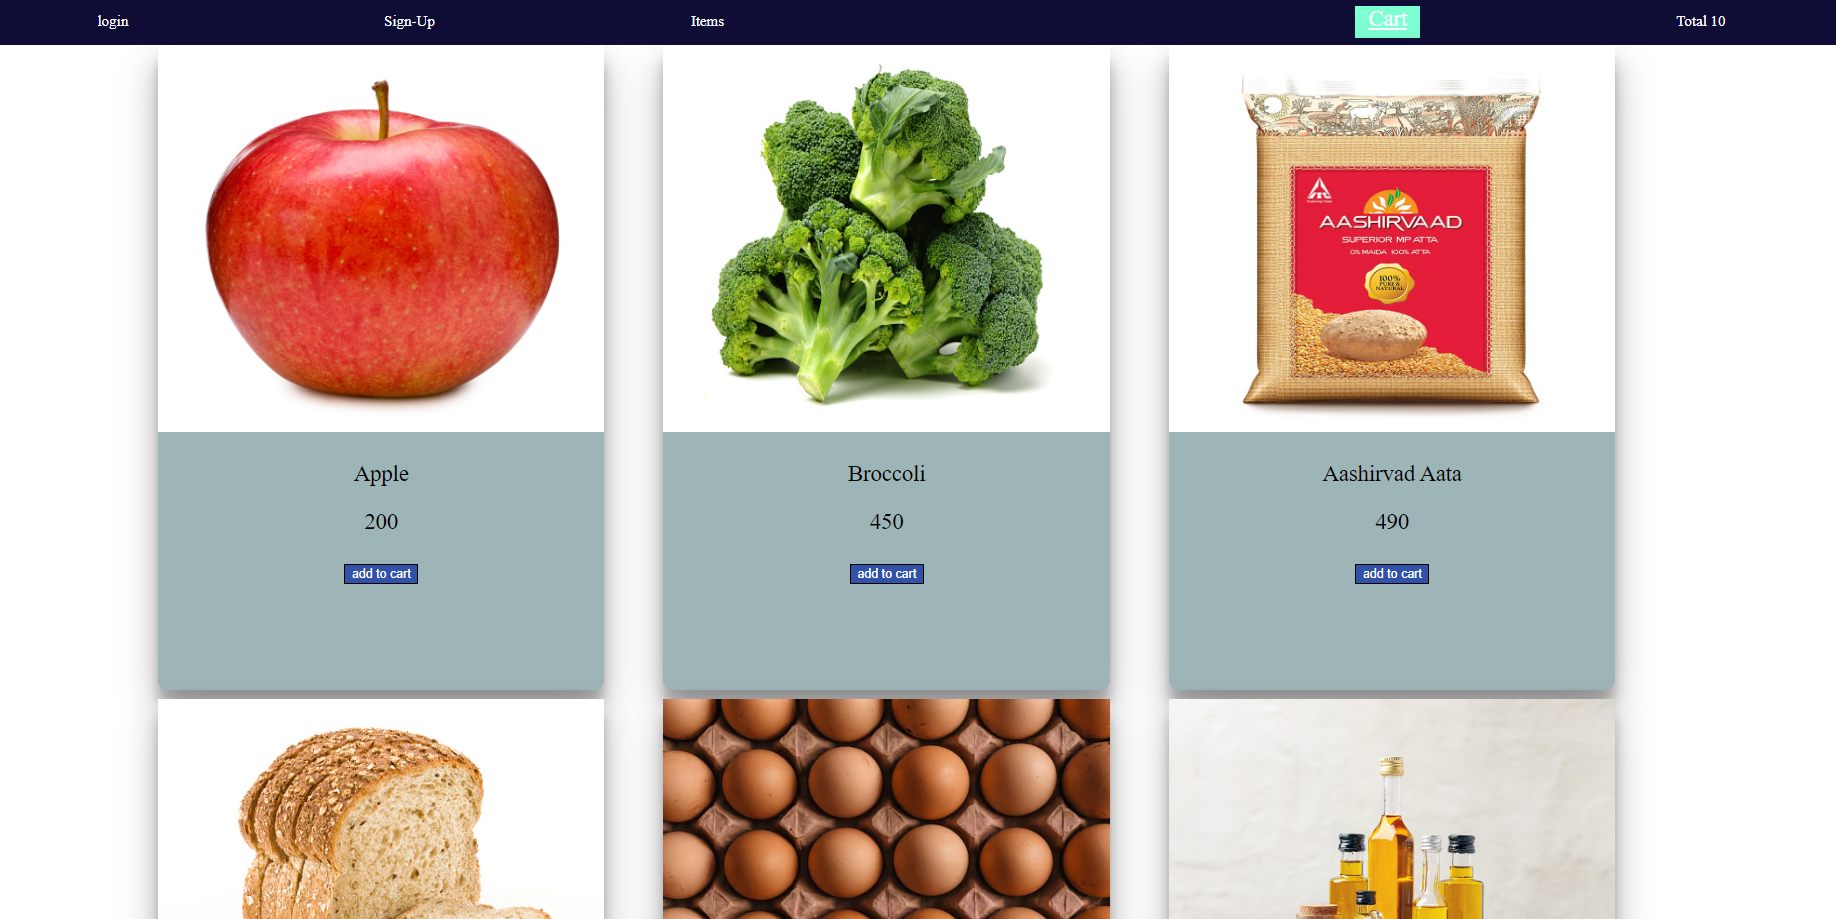 login Sign-Up Items Cart Total 10
ITC
AASHIRVAAD
SUPERIOR MP ATTA
0% MAIDA 100% ATTA
100%
PURE &
NATURAL
Apple Broccoli Aashirvad Aata
200 450 490
add to cart add to cart add to cart